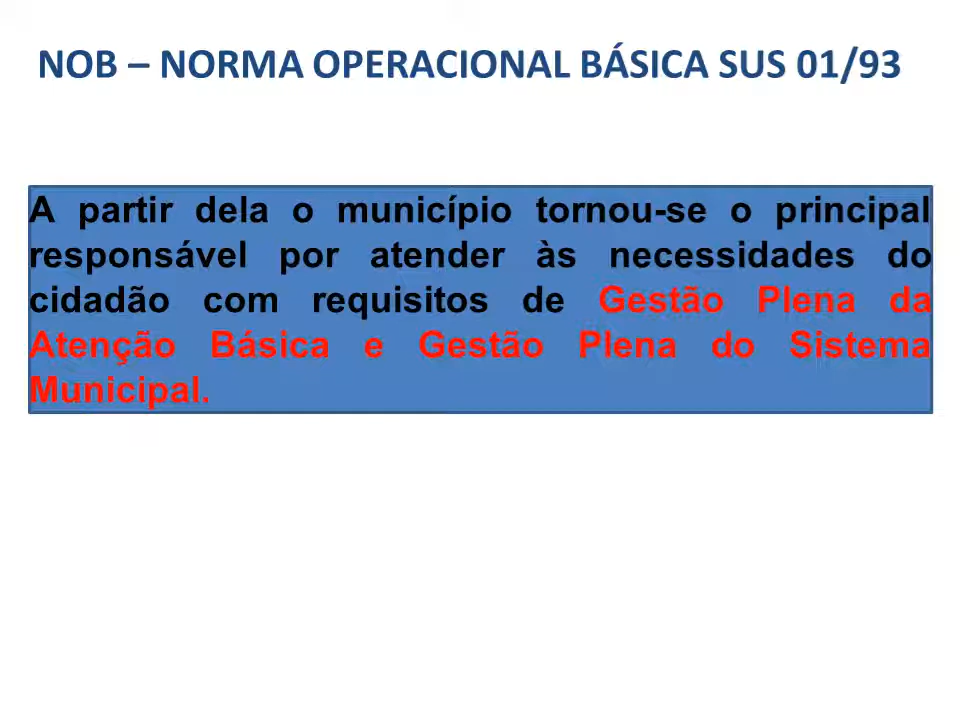 NOB – NORMA OPERACIONAL BÁSICA SUS 01/93
A partir dela o município tornou-se o principal
responsável por atender às necessidades do
cidadão com requisitos de Gestão Plena da
Atenção Básica e Gestão Plena do Sistema
Municipal.